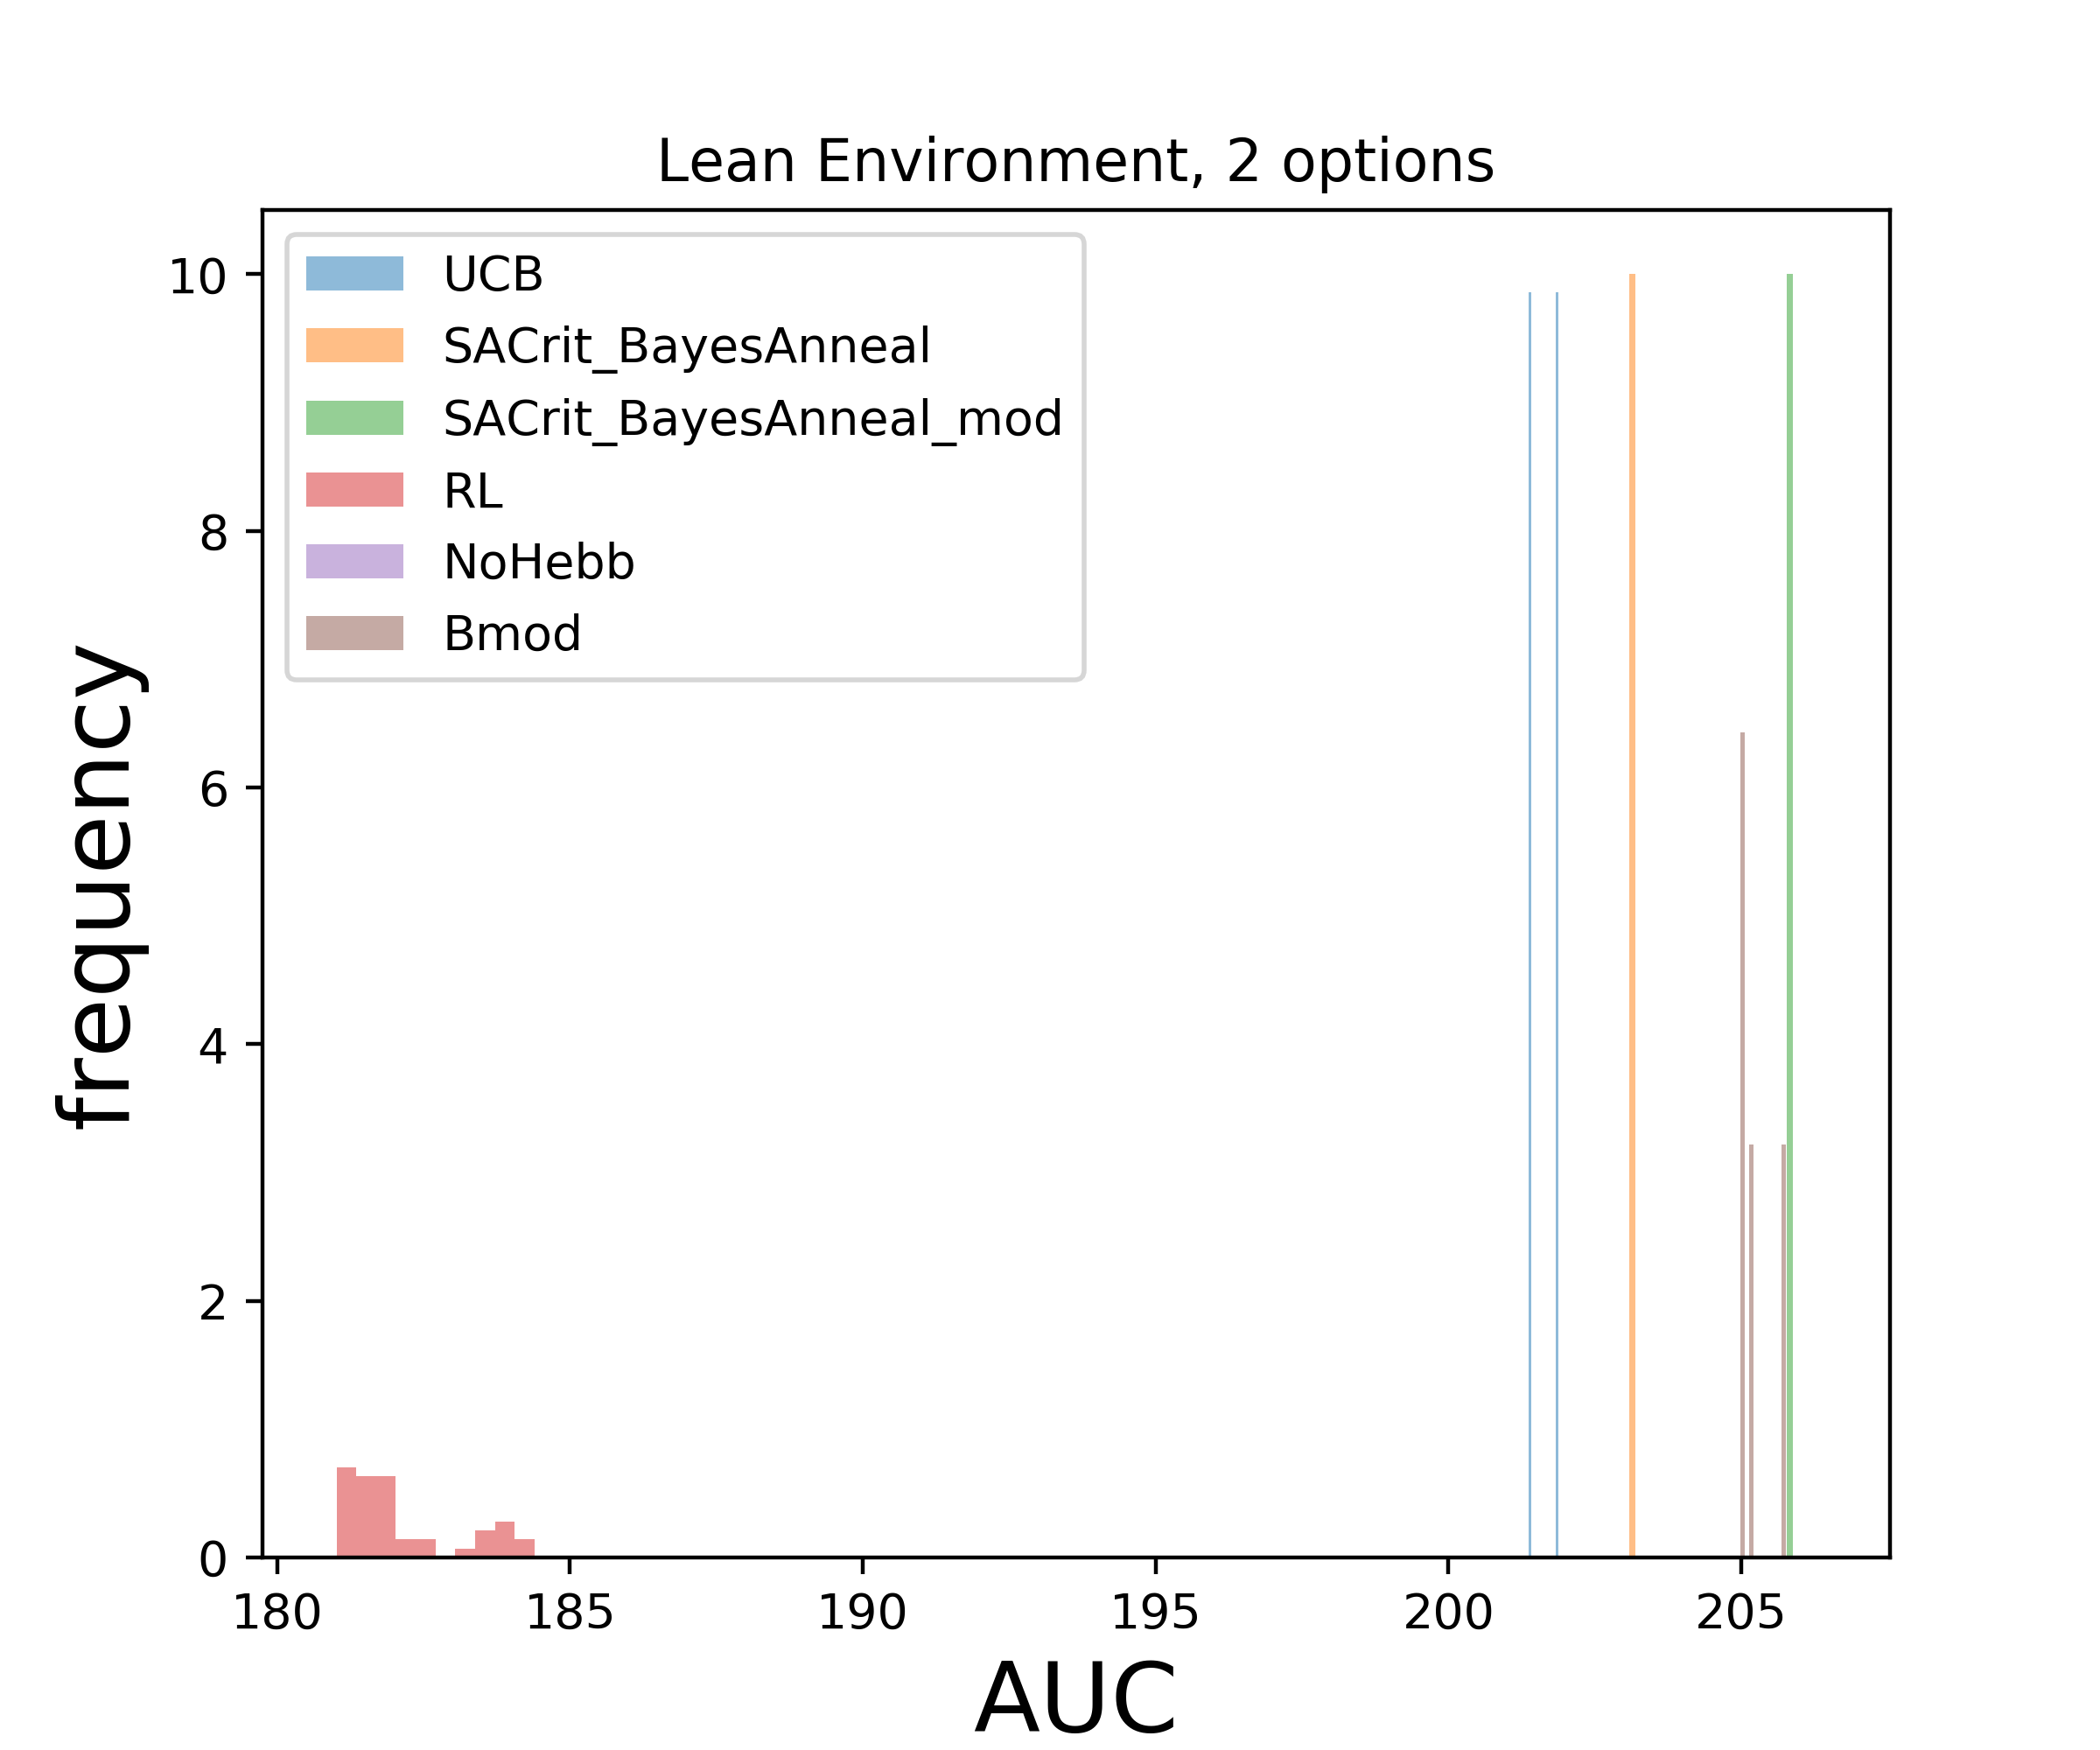 Lean Environment, 2 options
UCB
SACrit_BayesAnneal
SACrit_BayesAnneal_mod
RL
NoHebb
Bmod
frequency
10
8
6
4
2
0
180 185 190 195 200 205
AUC